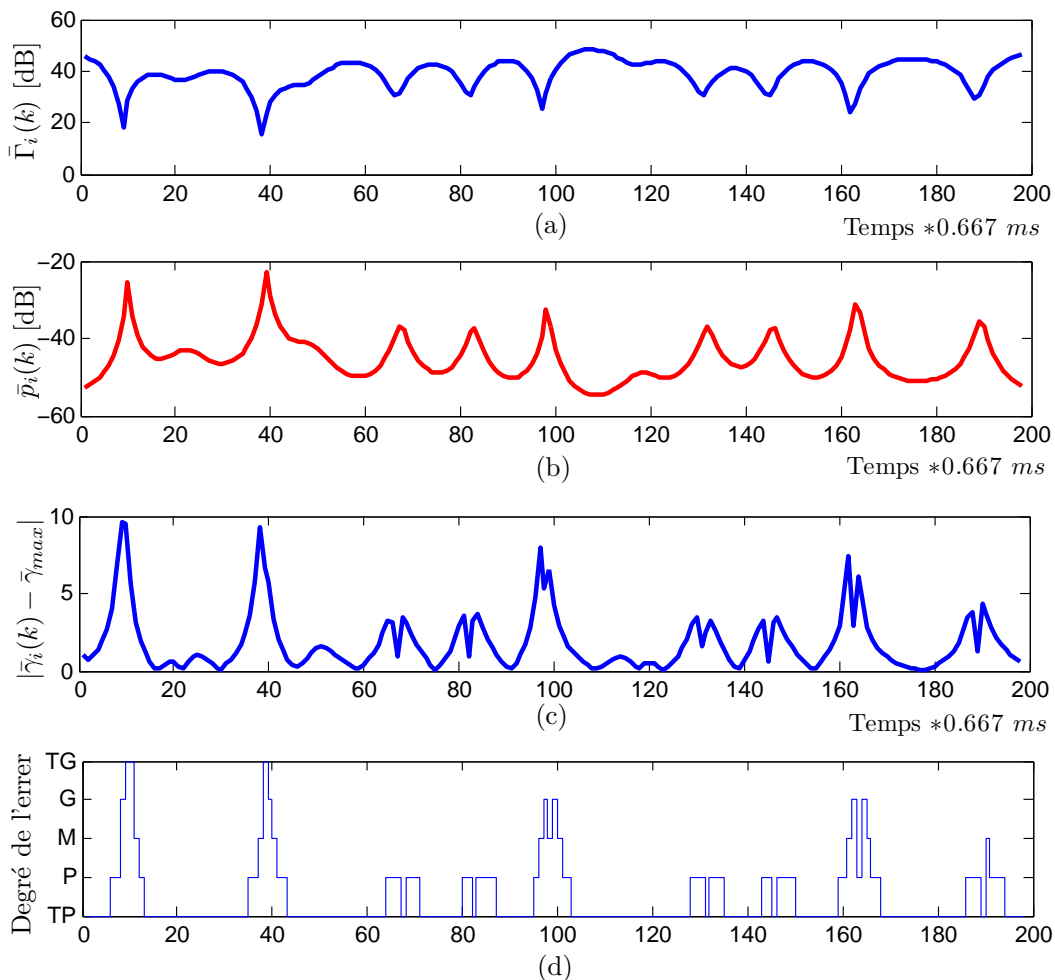 60
40
20
0
Γ̄ᵢ(k) [dB]
0 20 40 60 80 100 120 140 160 180 200
(a)
Temps ∗0.667 ms
−20
−40
−60
p̄ᵢ(k) [dB]
0 20 40 60 80 100 120 140 160 180 200
(b)
Temps ∗0.667 ms
10
5
0
|γ̄ᵢ(k) − γ̄ₘₐₓ|
0 20 40 60 80 100 120 140 160 180 200
(c)
Temps ∗0.667 ms
TG
G
M
P
TP
Degré de l'errer
0 20 40 60 80 100 120 140 160 180 200
(d)